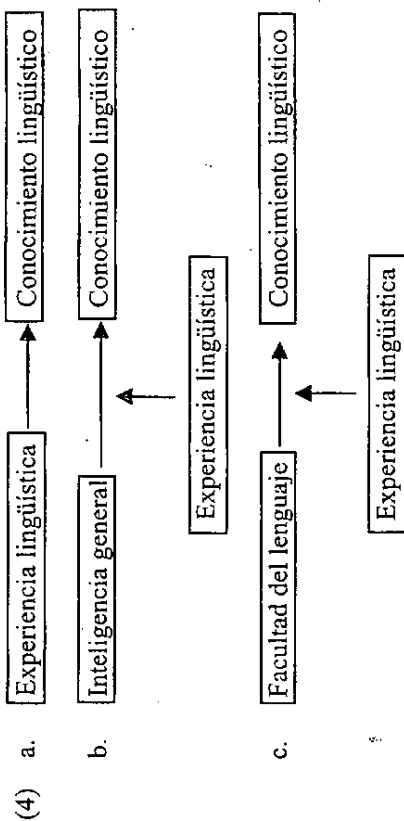 (4) a. Experiencia lingüística Conocimiento lingüístico
b. Inteligencia general Conocimiento lingüístico
Experiencia lingüística
c. Facultad del lenguaje Conocimiento lingüístico
Experiencia lingüística